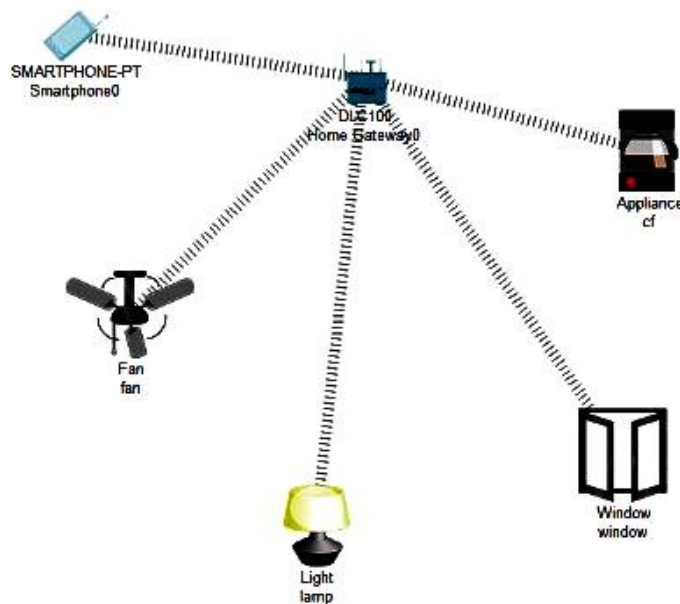 SMARTPHONE-PT
Smartphone0
DLC100
Home Gateway0
Appliance
cf
Fan
fan
Window
window
Light
lamp